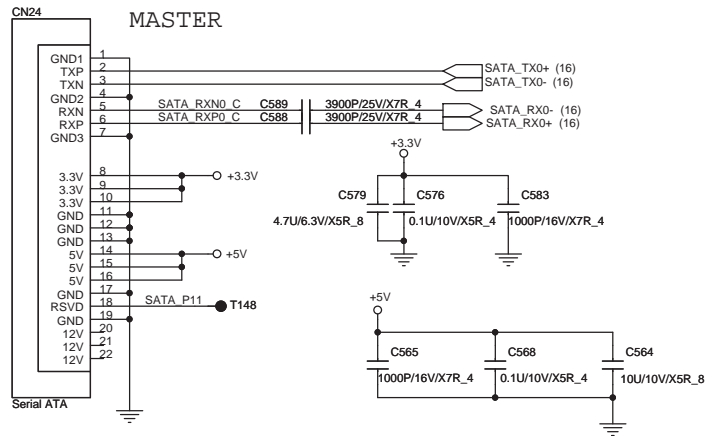 CN24
MASTER
GND1 1
TXP 2 SATA_TX0+ (16)
TXN 3 SATA_TX0- (16)
GND2 4
RXN 5 SATA_RXN0_C C589 3900P/25V/X7R_4 SATA_RX0- (16)
RXP 6 SATA_RXP0_C C588 3900P/25V/X7R_4 SATA_RX0+ (16)
GND3 7
3.3V 8 +3.3V
3.3V 9
3.3V 10
GND 11
GND 12
GND 13
5V 14 +5V
5V 15
5V 16
GND 17
RSVD 18 SATA_P11 T148
GND 19
12V 20
12V 21
12V 22
Serial ATA
+3.3V
C579 C576 C583
4.7U/6.3V/X5R_8 0.1U/10V/X5R_4 1000P/16V/X7R_4
+5V
C565 C568 C564
1000P/16V/X7R_4 0.1U/10V/X5R_4 10U/10V/X5R_8